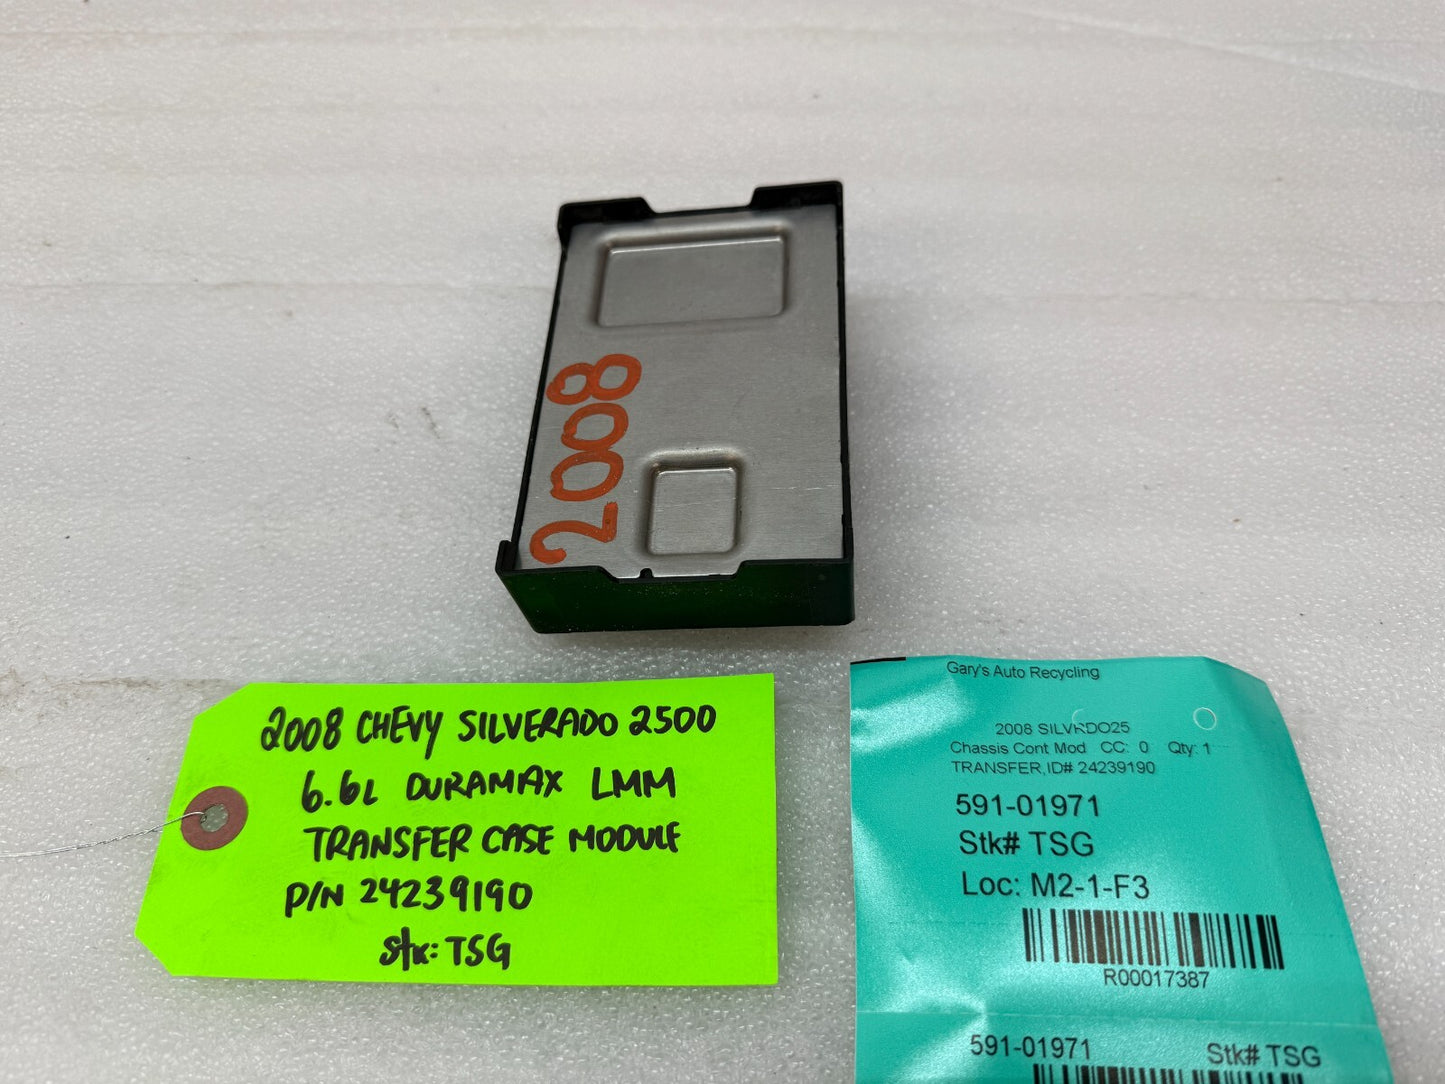 2008
2008 CHEVY SILVERADO 2500
6.6L DURAMAX LMM
TRANSFER CASE MODULE
P/N 24239190
Stk: TSG
Gary's Auto Recycling
2008 SILVRDO25
Chassis Cont Mod CC: 0 Qty: 1
TRANSFER,ID# 24239190
591-01971
Stk# TSG
Loc: M2-1-F3
R00017387
591-01971 Stk# TSG